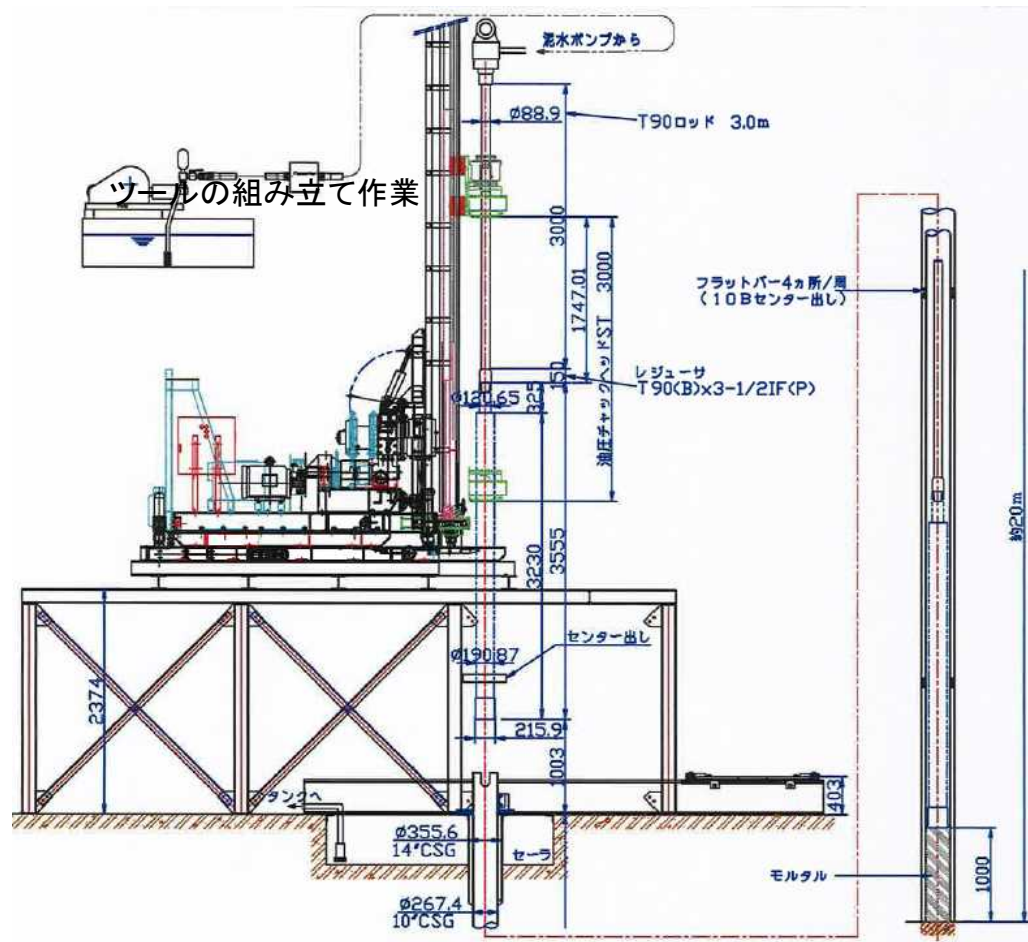 泥水ポンプから
Ø88.9
T90ロッド 3.0m
ツールの組み立て作業
3000
1747.01
油圧チャックヘッドST 3000
フラットバー4ヵ所/周
(10Bセンター出し)
150
レジューサ
T90(B)x3-1/2IF(P)
Ø120.65
325
約20m
3230
3555
センター出し
Ø190.87
2374
215.9
1003
403
タンクへ
Ø355.6
14"CSG
セーラ
モルタル
1000
Ø267.4
10"CSG